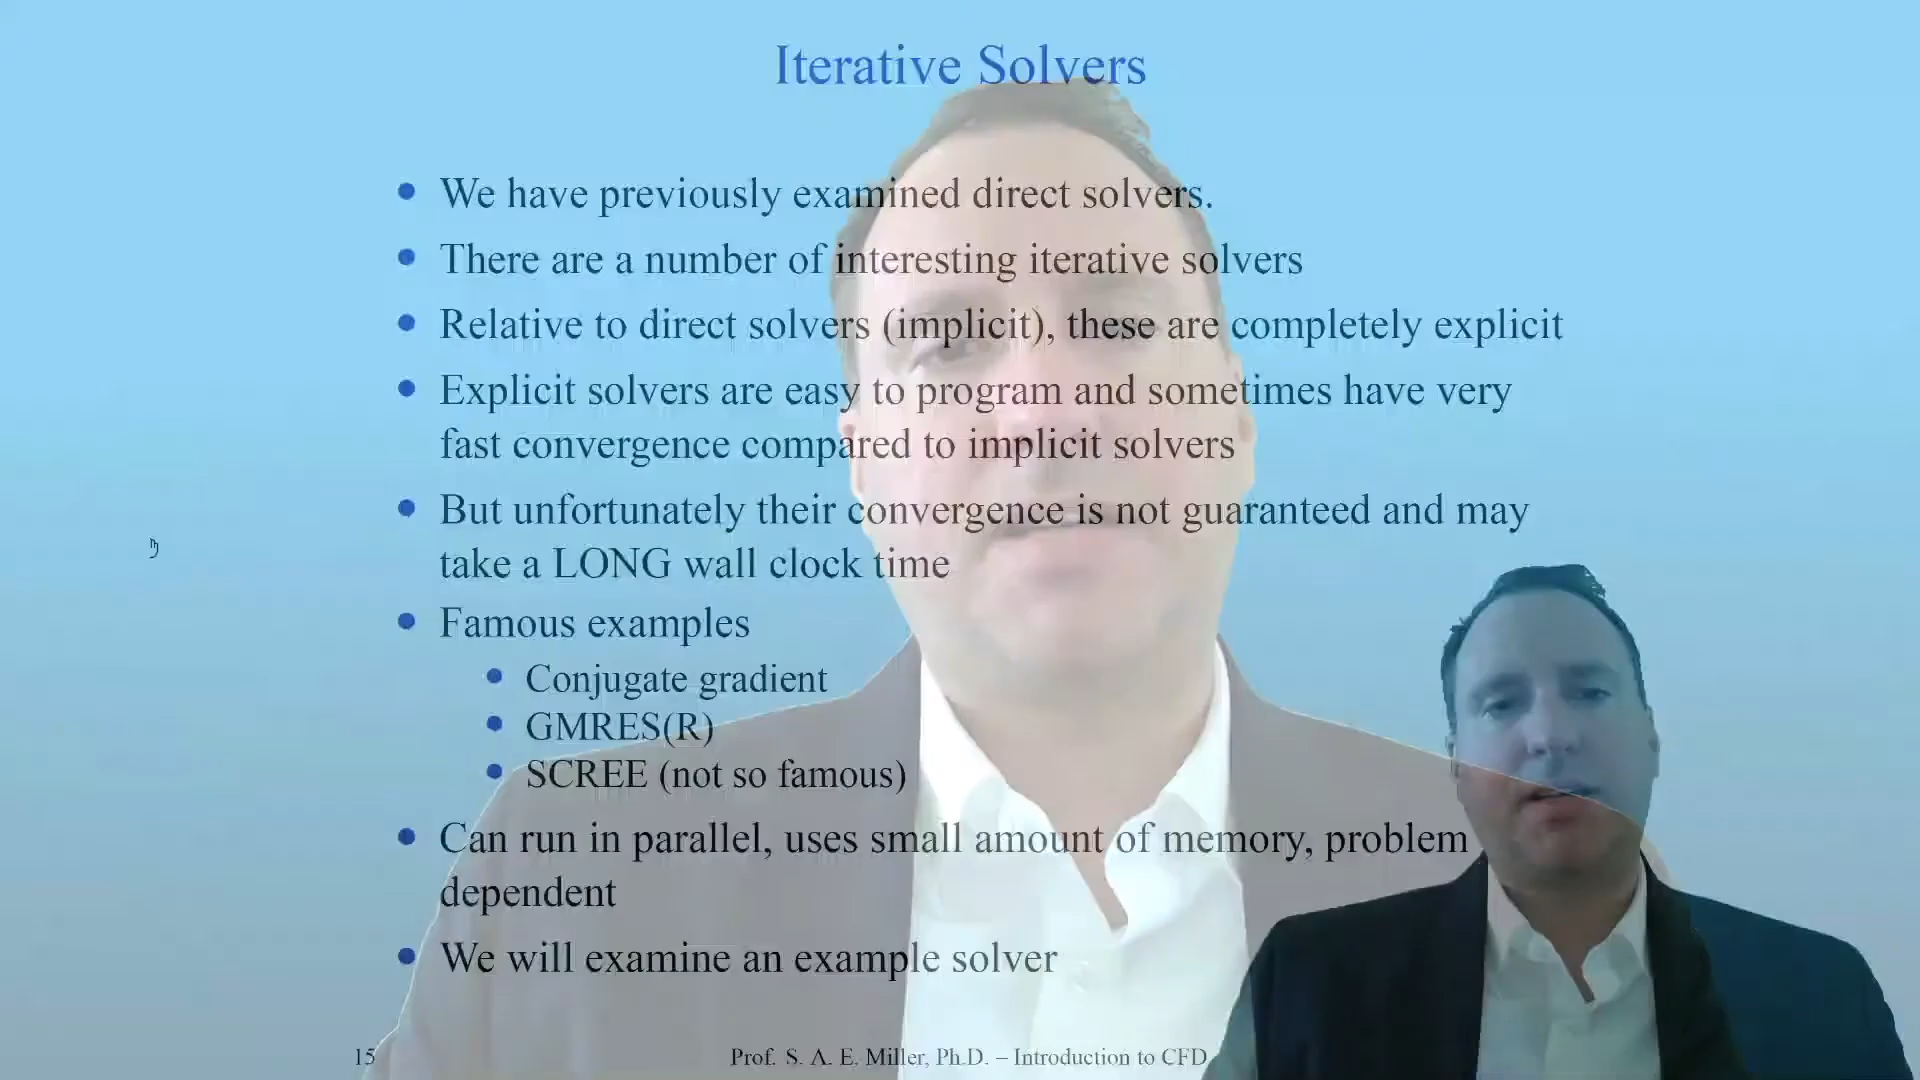 Iterative Solvers
We have previously examined direct solvers.
There are a number of interesting iterative solvers
Relative to direct solvers (implicit), these are completely explicit
Explicit solvers are easy to program and sometimes have very
fast convergence compared to implicit solvers
But unfortunately their convergence is not guaranteed and may
take a LONG wall clock time
Famous examples
Conjugate gradient
GMRES(R)
SCREE (not so famous)
Can run in parallel, uses small amount of memory, problem
dependent
We will examine an example solver
15
Prof. S. A. E. Miller, Ph.D. – Introduction to CFD